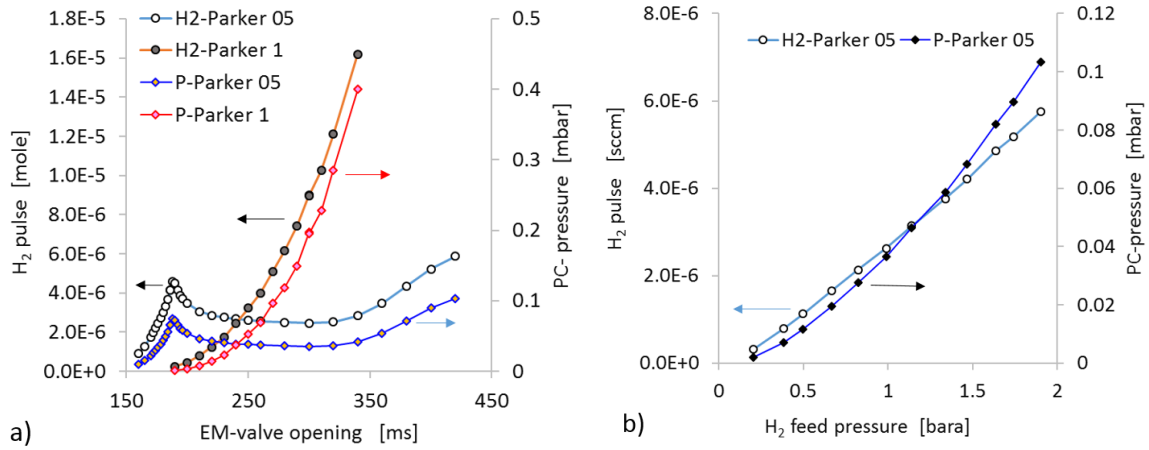 1.8E-5
1.6E-5
1.4E-5
1.2E-5
1.0E-5
8.0E-6
6.0E-6
4.0E-6
2.0E-6
0.0E+0
H2 pulse [mole]
H2-Parker 05
H2-Parker 1
P-Parker 05
P-Parker 1
0.5
0.4
0.3
0.2
0.1
0
PC- pressure [mbar]
150
250
350
450
EM-valve opening [ms]
a)
8.0E-6
6.0E-6
4.0E-6
2.0E-6
0.0E+0
H2 pulse [sccm]
H2-Parker 05
P-Parker 05
0.12
0.1
0.08
0.06
0.04
0.02
0
PC-pressure [mbar]
0
0.5
1
1.5
2
H2 feed pressure [bara]
b)